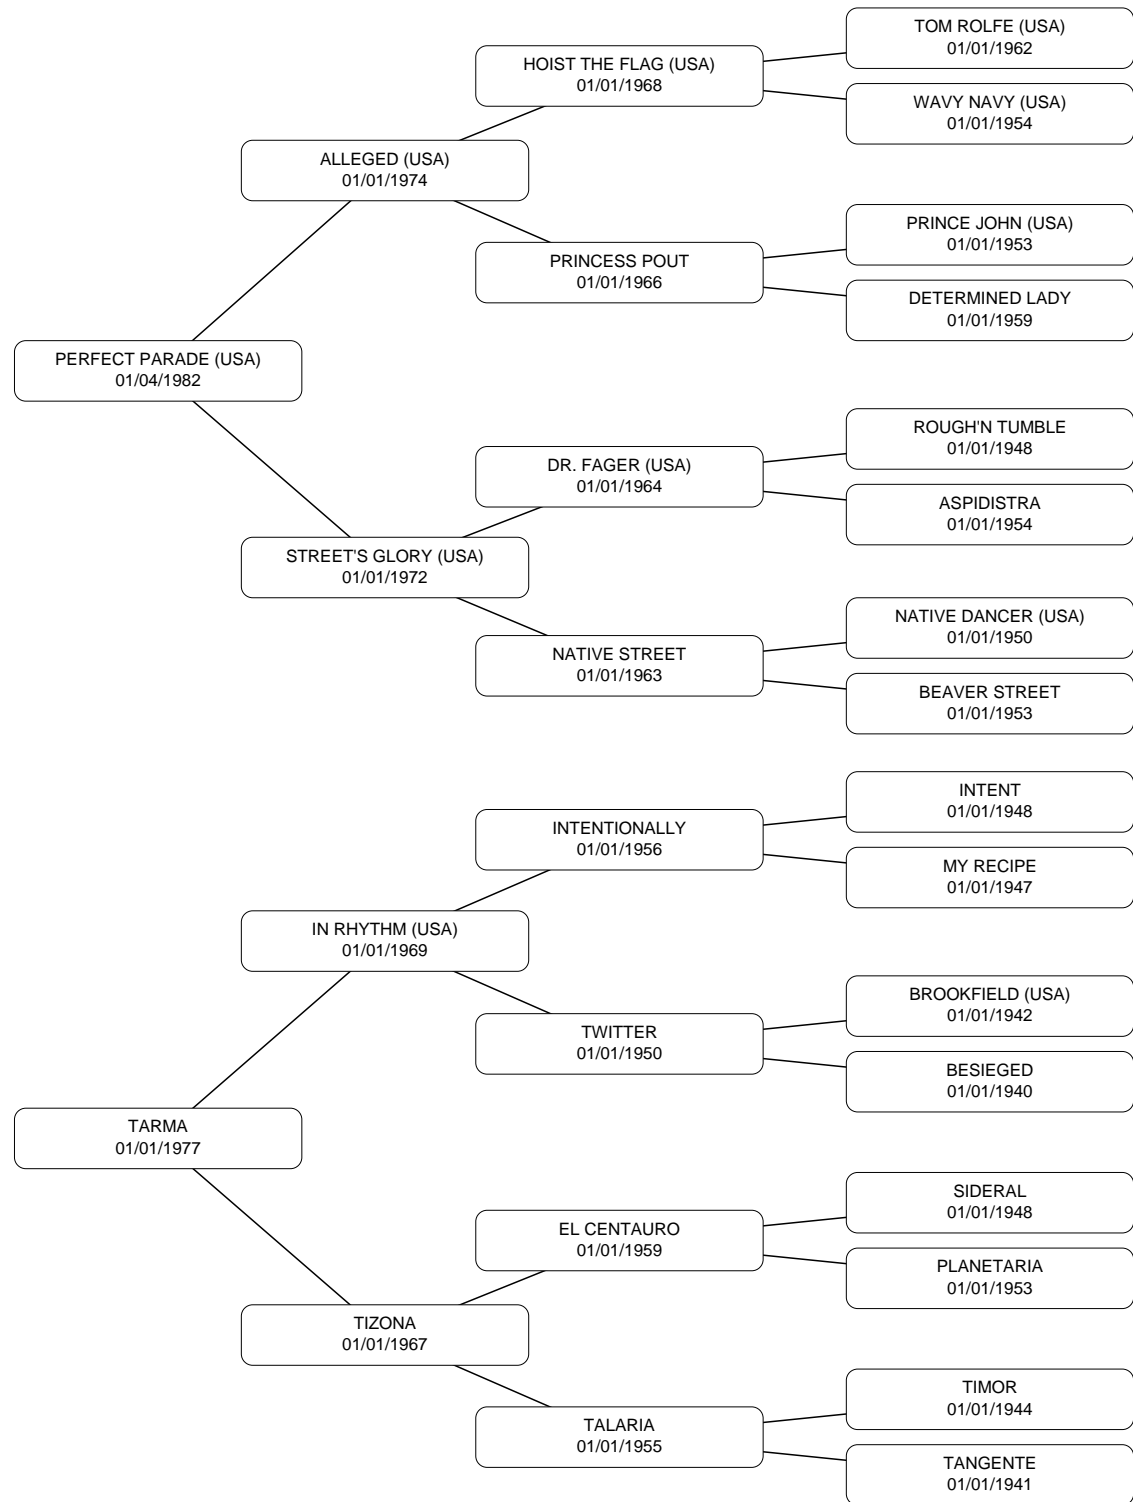 TOM ROLFE (USA)
01/01/1962
HOIST THE FLAG (USA)
01/01/1968
WAVY NAVY (USA)
01/01/1954
ALLEGED (USA)
01/01/1974
PRINCE JOHN (USA)
01/01/1953
PRINCESS POUT
01/01/1966
DETERMINED LADY
01/01/1959
PERFECT PARADE (USA)
01/04/1982
ROUGH'N TUMBLE
01/01/1948
DR. FAGER (USA)
01/01/1964
ASPIDISTRA
01/01/1954
STREET'S GLORY (USA)
01/01/1972
NATIVE DANCER (USA)
01/01/1950
NATIVE STREET
01/01/1963
BEAVER STREET
01/01/1953
INTENT
01/01/1948
INTENTIONALLY
01/01/1956
MY RECIPE
01/01/1947
IN RHYTHM (USA)
01/01/1969
BROOKFIELD (USA)
01/01/1942
TWITTER
01/01/1950
BESIEGED
01/01/1940
TARMA
01/01/1977
SIDERAL
01/01/1948
EL CENTAURO
01/01/1959
PLANETARIA
01/01/1953
TIZONA
01/01/1967
TIMOR
01/01/1944
TALARIA
01/01/1955
TANGENTE
01/01/1941